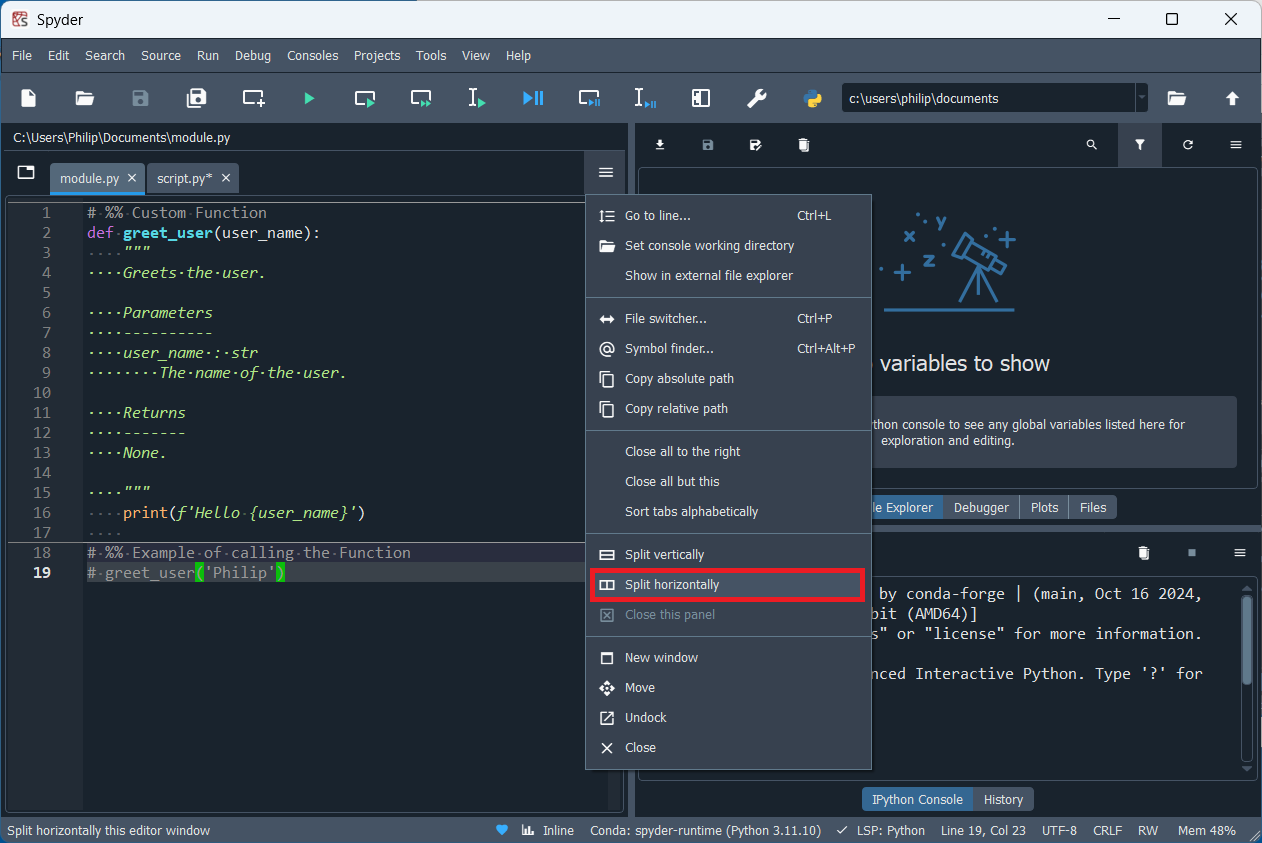 Spyder
File Edit Search Source Run Debug Consoles Projects Tools View Help
c:\users\philip\documents
C:\Users\Philip\Documents\module.py
module.py script.py*
1 # %% Custom Function
2 def greet_user(user_name):
3 """
4 Greets the user.
5
6 Parameters
7 ----------
8 user_name : str
9 The name of the user.
10
11 Returns
12 -------
13 None.
14
15 """
16 print(f'Hello {user_name}')
17
18 # %% Example of calling the Function
19 # greet_user('Philip')
Go to line... Ctrl+L
Set console working directory
Show in external file explorer
File switcher... Ctrl+P
Symbol finder... Ctrl+Alt+P
Copy absolute path
Copy relative path
Close all to the right
Close all but this
Sort tabs alphabetically
Split vertically
Split horizontally
Close this panel
New window
Move
Undock
Close
x y z
variables to show
thon console to see any global variables listed here for
exploration and editing.
le Explorer Debugger Plots Files
by conda-forge | (main, Oct 16 2024,
bit (AMD64)]
s" or "license" for more information.
nced Interactive Python. Type '?' for
IPython Console History
Split horizontally this editor window Inline Conda: spyder-runtime (Python 3.11.10) LSP: Python Line 19, Col 23 UTF-8 CRLF RW Mem 48%